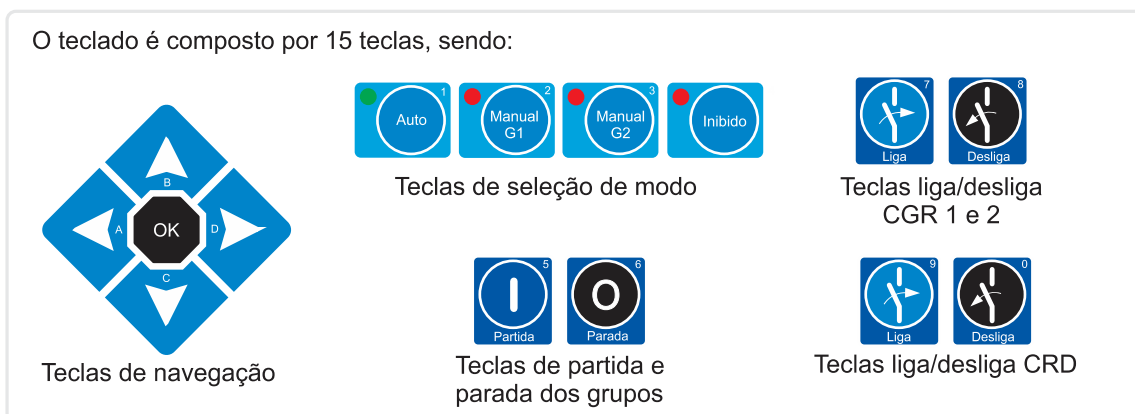 O teclado é composto por 15 teclas, sendo:
B
A
OK
D
C
Teclas de navegação
1
Auto
2
Manual
G1
3
Manual
G2
Inibido
Teclas de seleção de modo
7
Liga
8
Desliga
Teclas liga/desliga
CGR 1 e 2
5
Partida
6
Parada
Teclas de partida e
parada dos grupos
9
Liga
0
Desliga
Teclas liga/desliga CRD